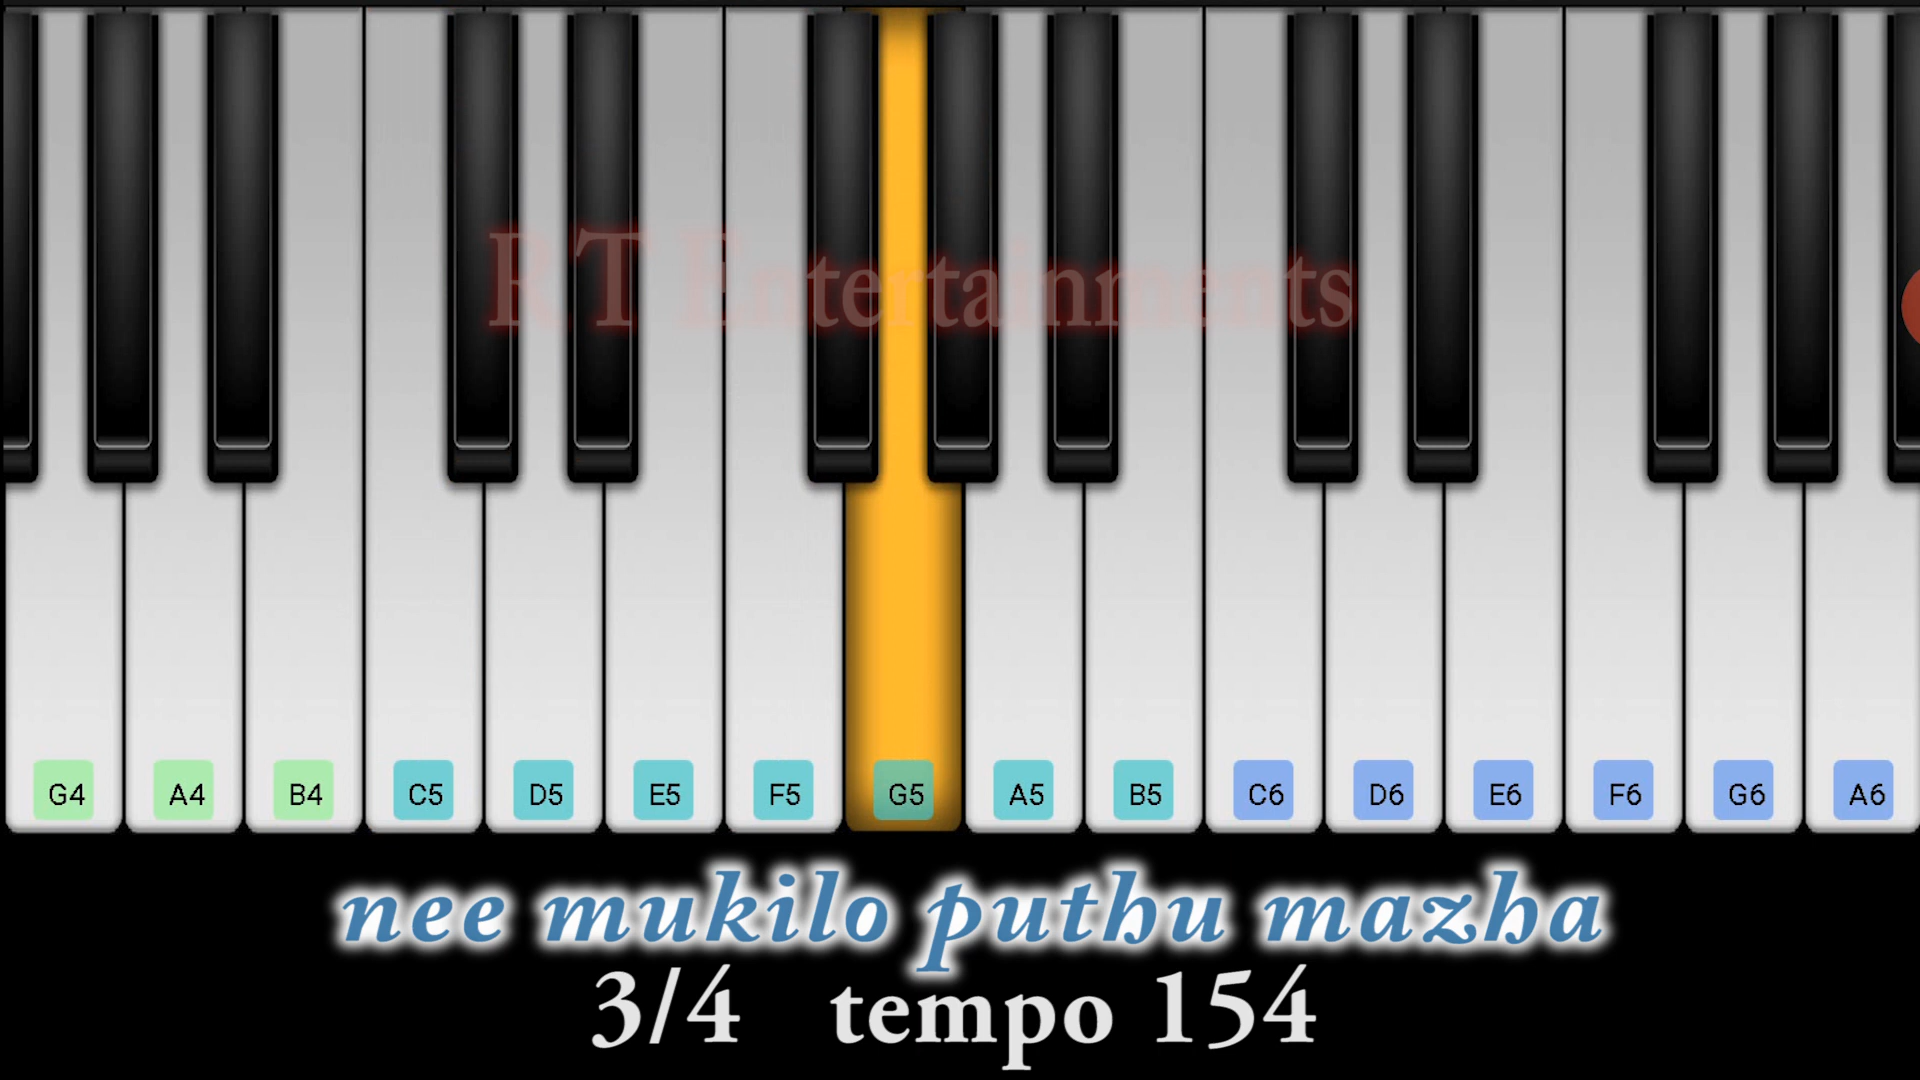 RT Entertainments
G4 A4 B4 C5 D5 E5 F5 G5 A5 B5 C6 D6 E6 F6 G6 A6
nee mukilo puthu mazha
3/4 tempo 154